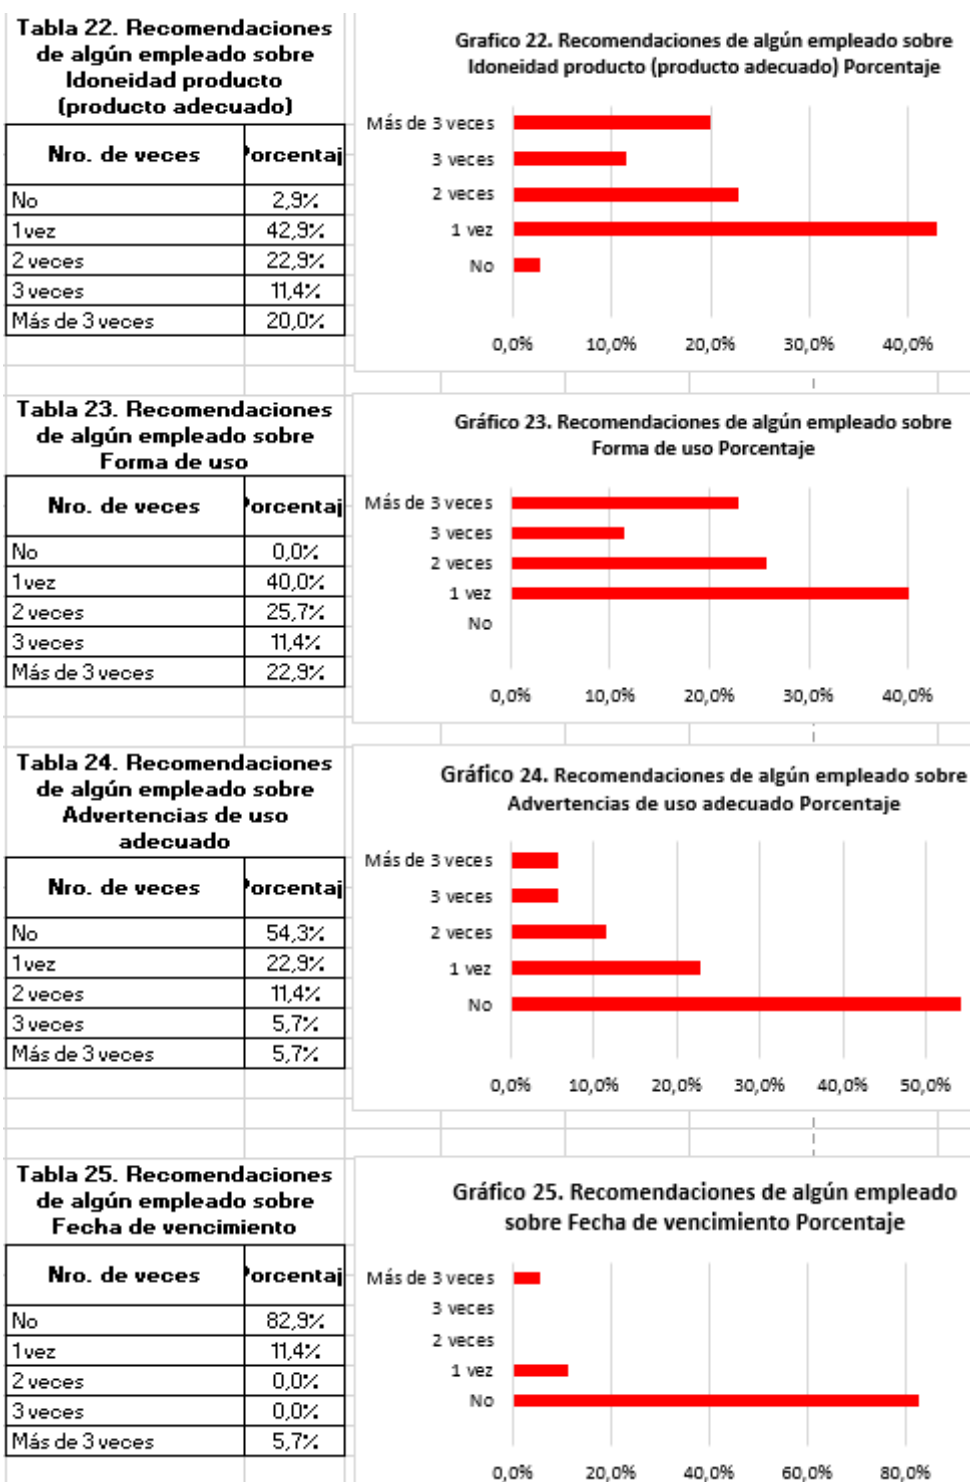 Tabla 22. Recomendaciones
de algún empleado sobre
Idoneidad producto
(producto adecuado)
Nro. de veces Porcentaj
No 2,9%
1 vez 42,9%
2 veces 22,9%
3 veces 11,4%
Más de 3 veces 20,0%
Grafico 22. Recomendaciones de algún empleado sobre
Idoneidad producto (producto adecuado) Porcentaje
Más de 3 veces
3 veces
2 veces
1 vez
No
0,0% 10,0% 20,0% 30,0% 40,0%
Tabla 23. Recomendaciones
de algún empleado sobre
Forma de uso
Nro. de veces Porcentaj
No 0,0%
1 vez 40,0%
2 veces 25,7%
3 veces 11,4%
Más de 3 veces 22,9%
Gráfico 23. Recomendaciones de algún empleado sobre
Forma de uso Porcentaje
Más de 3 veces
3 veces
2 veces
1 vez
No
0,0% 10,0% 20,0% 30,0% 40,0%
Tabla 24. Recomendaciones
de algún empleado sobre
Advertencias de uso
adecuado
Nro. de veces Porcentaj
No 54,3%
1 vez 22,9%
2 veces 11,4%
3 veces 5,7%
Más de 3 veces 5,7%
Gráfico 24. Recomendaciones de algún empleado sobre
Advertencias de uso adecuado Porcentaje
Más de 3 veces
3 veces
2 veces
1 vez
No
0,0% 10,0% 20,0% 30,0% 40,0% 50,0%
Tabla 25. Recomendaciones
de algún empleado sobre
Fecha de vencimiento
Nro. de veces Porcentaj
No 82,9%
1 vez 11,4%
2 veces 0,0%
3 veces 0,0%
Más de 3 veces 5,7%
Gráfico 25. Recomendaciones de algún empleado
sobre Fecha de vencimiento Porcentaje
Más de 3 veces
3 veces
2 veces
1 vez
No
0,0% 20,0% 40,0% 60,0% 80,0%